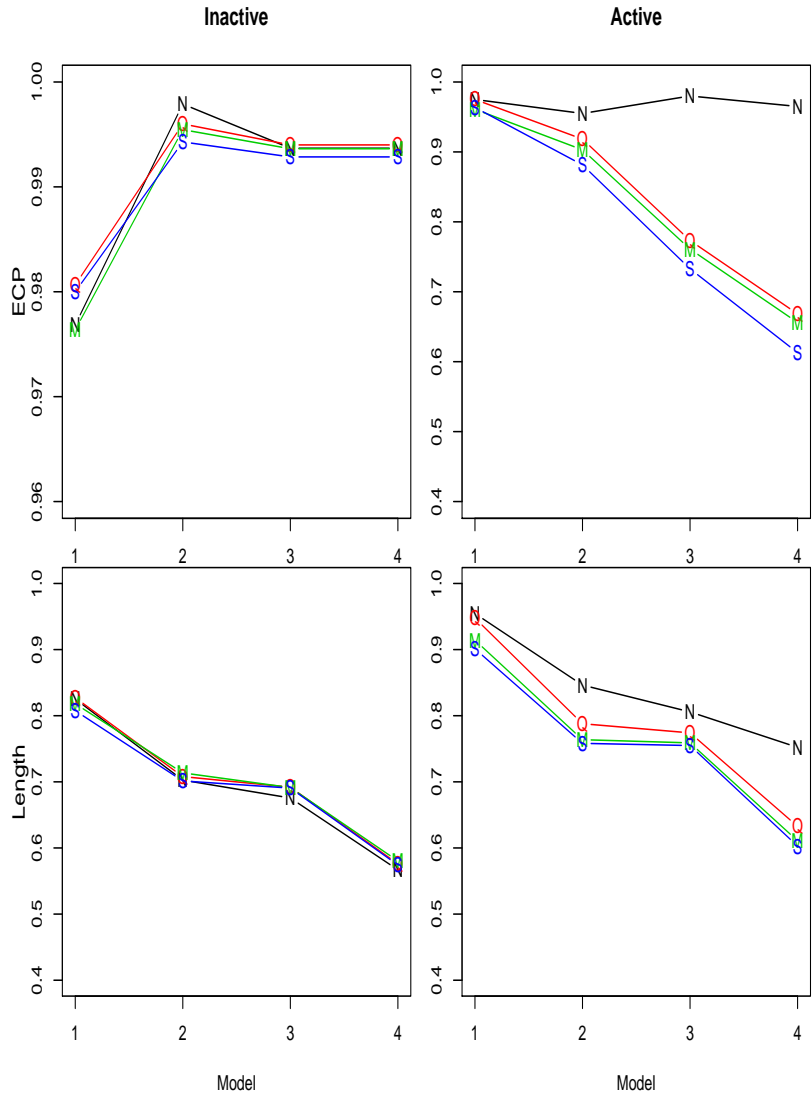 Inactive
Active
ECP
1.00
0.99
0.98
0.97
0.96
N
Q
M
S
N
Q
M
S
N
Q
M
S
N
Q
M
S
1 2 3 4
1.0
0.9
0.8
0.7
0.6
0.5
0.4
N
Q
M
S
N
Q
M
S
N
Q
M
S
N
Q
M
S
1 2 3 4
Length
1.0
0.9
0.8
0.7
0.6
0.5
0.4
N
Q
M
S
N
Q
M
S
N
Q
M
S
N
Q
M
S
1 2 3 4
Model
1.0
0.9
0.8
0.7
0.6
0.5
0.4
N
Q
M
S
N
Q
M
S
N
Q
M
S
N
Q
M
S
1 2 3 4
Model